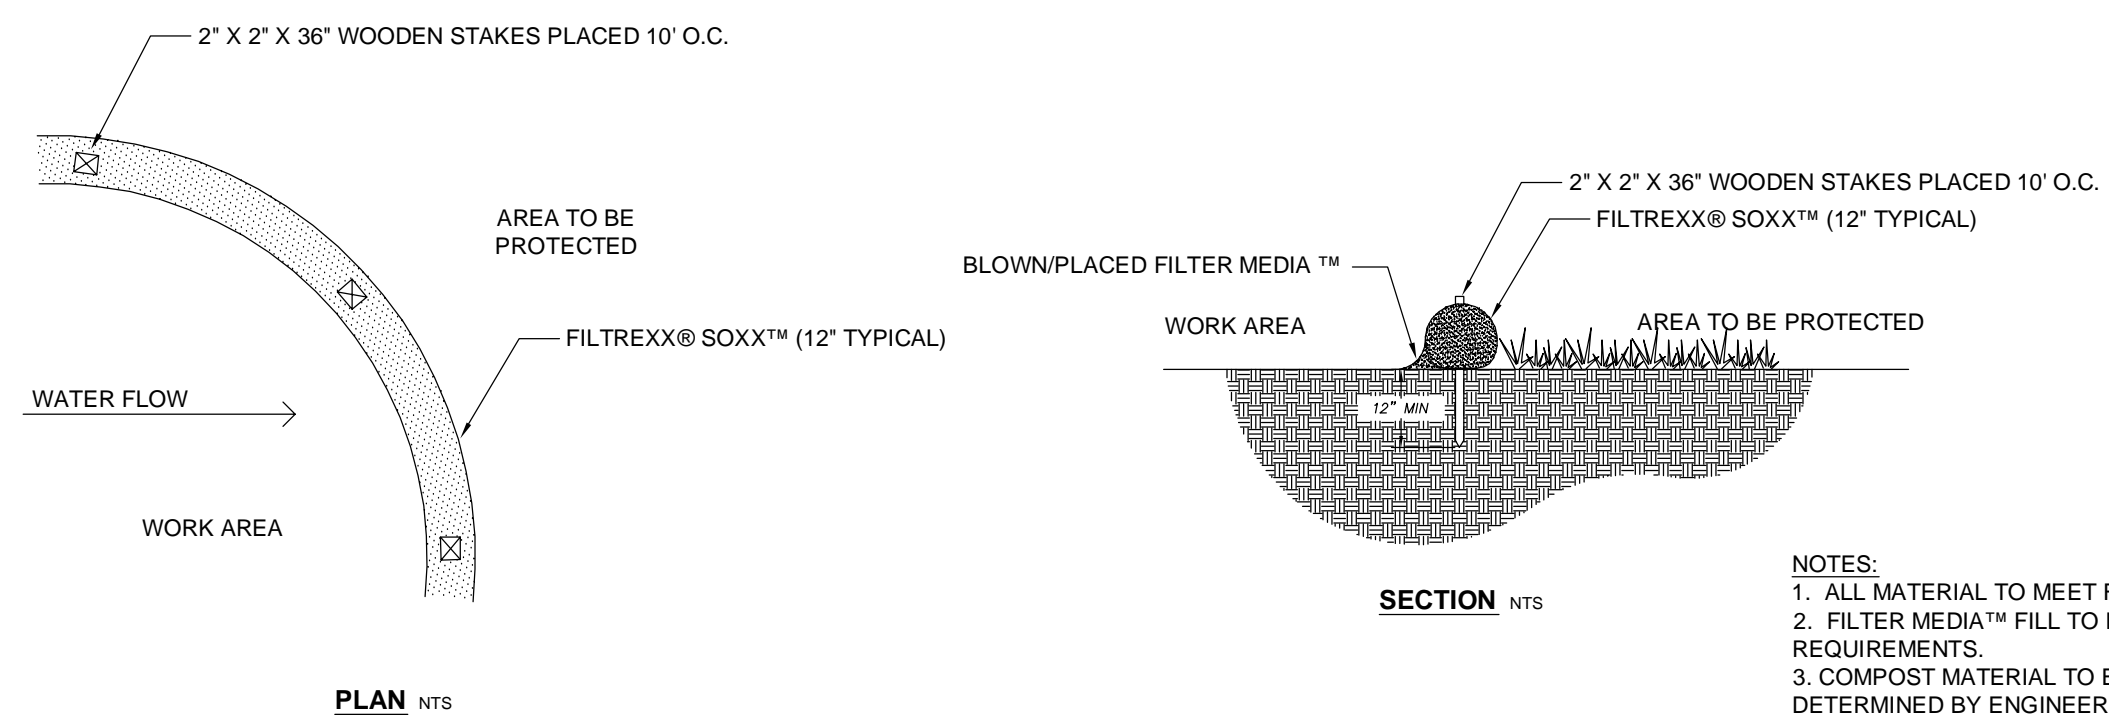 2" X 2" X 36" WOODEN STAKES PLACED 10' O.C.
AREA TO BE
PROTECTED
FILTREXX® SOXX™ (12" TYPICAL)
WATER FLOW
WORK AREA
PLAN NTS
2" X 2" X 36" WOODEN STAKES PLACED 10' O.C.
FILTREXX® SOXX™ (12" TYPICAL)
BLOWN/PLACED FILTER MEDIA ™
WORK AREA
AREA TO BE PROTECTED
12" MIN
SECTION NTS
NOTES:
1. ALL MATERIAL TO MEET
2. FILTER MEDIA™ FILL TO
REQUIREMENTS.
3. COMPOST MATERIAL TO
DETERMINED BY ENGINEER